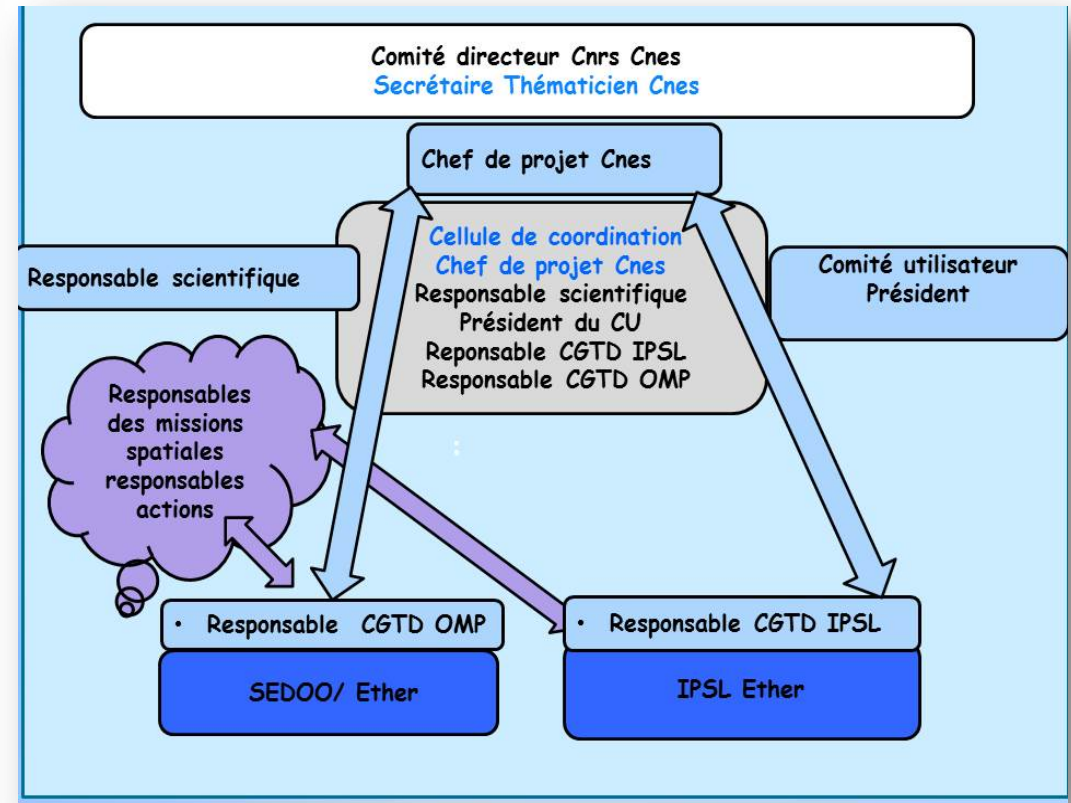 Comité directeur Cnrs Cnes
Secrétaire Thématicien Cnes
Chef de projet Cnes
Responsable scientifique
Cellule de coordination
Chef de projet Cnes
Responsable scientifique
Président du CU
Reponsable CGTD IPSL
Responsable CGTD OMP
Comité utilisateur
Président
Responsables
des missions
spatiales
responsables
actions
:
• Responsable CGTD OMP
SEDOO/ Ether
• Responsable CGTD IPSL
IPSL Ether